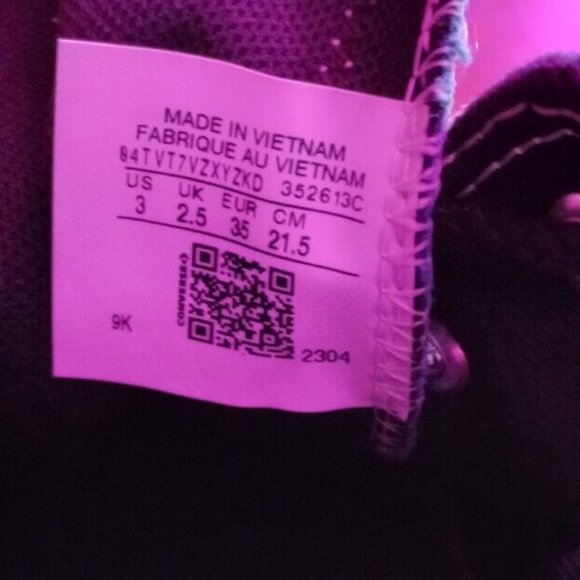 MADE IN VIETNAM
FABRIQUE AU VIETNAM
04TVT7VZXYZKD 352613C
US UK EUR CM
3 2.5 35 21.5
CONVERSE
9K
2304